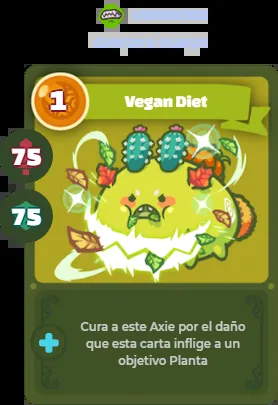 1
Vegan Diet
75
75
Cura a este Axie por el daño
que esta carta inflige a un
objetivo Planta